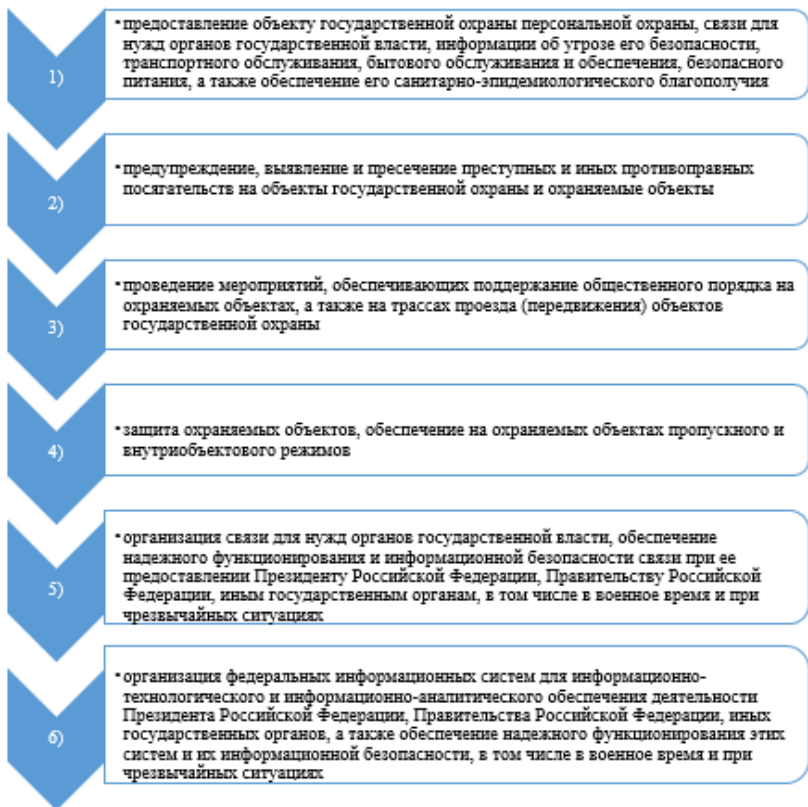 1)
•предоставление объекту государственной охраны персональной охраны, связи для
нужд органов государственной власти, информации об угрозе его безопасности,
транспортного обслуживания, бытового обслуживания и обеспечения, безопасного
питания, а также обеспечение его санитарно-эпидемиологического благополучия
2)
•предупреждение, выявление и пресечение преступных и иных противоправных
посягательств на объекты государственной охраны и охраняемые объекты
3)
•проведение мероприятий, обеспечивающих поддержание общественного порядка на
охраняемых объектах, а также на трассах проезда (передвижения) объектов
государственной охраны
4)
•защита охраняемых объектов, обеспечение на охраняемых объектах пропускного и
внутриобъектового режимов
5)
•организация связи для нужд органов государственной власти, обеспечение
надежного функционирования и информационной безопасности связи при ее
предоставлении Президенту Российской Федерации, Правительству Российской
Федерации, иным государственным органам, в том числе в военное время и при
чрезвычайных ситуациях
6)
•организация федеральных информационных систем для информационно-
технологического и информационно-аналитического обеспечения деятельности
Президента Российской Федерации, Правительства Российской Федерации, иных
государственных органов, а также обеспечение надежного функционирования этих
систем и их информационной безопасности, в том числе в военное время и при
чрезвычайных ситуациях